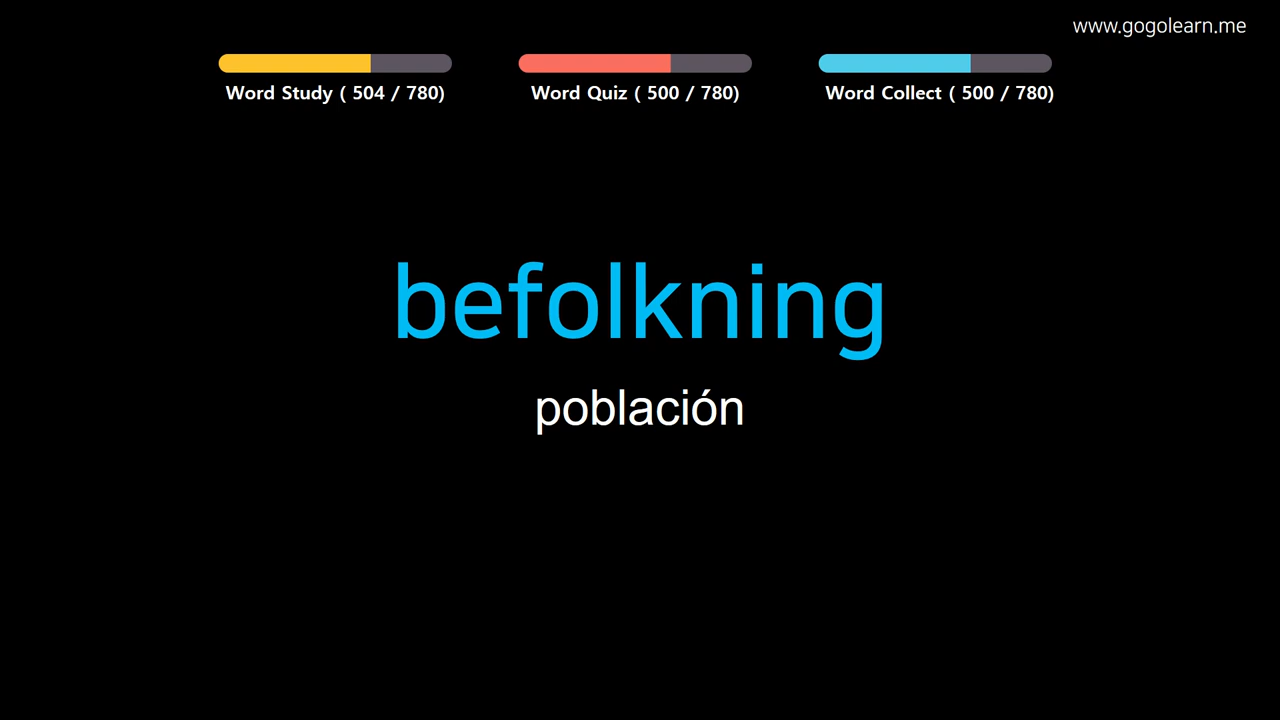 www.gogolearn.me
Word Study ( 504 / 780)
Word Quiz ( 500 / 780)
Word Collect ( 500 / 780)
befolkning
población